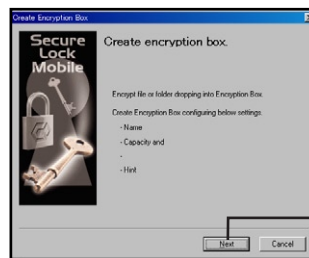 Create Encryption Box
Secure
Lock
Mobile
Create encryption box.
Encrypt file or folder dropping into Encryption Box.
Create Encryption Box configuring below settings.
- Name
- Capacity and
-
- Hint
Next
Cancel